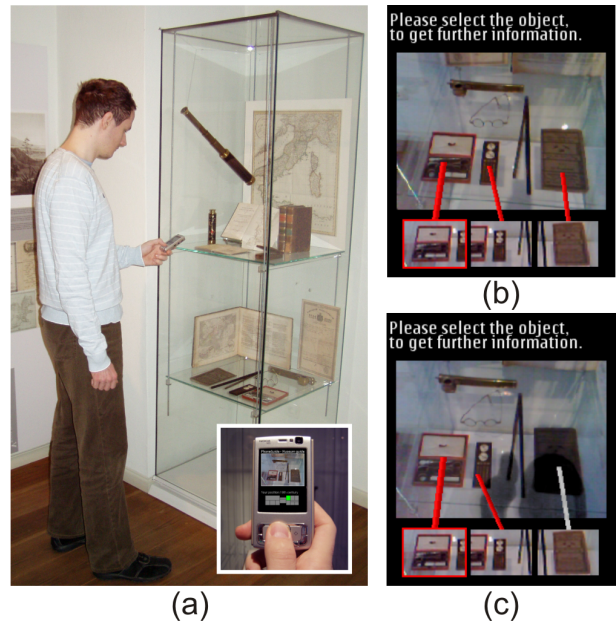 Please select the object,
to get further information.
(b)
Please select the object,
to get further information.
(a)
(c)